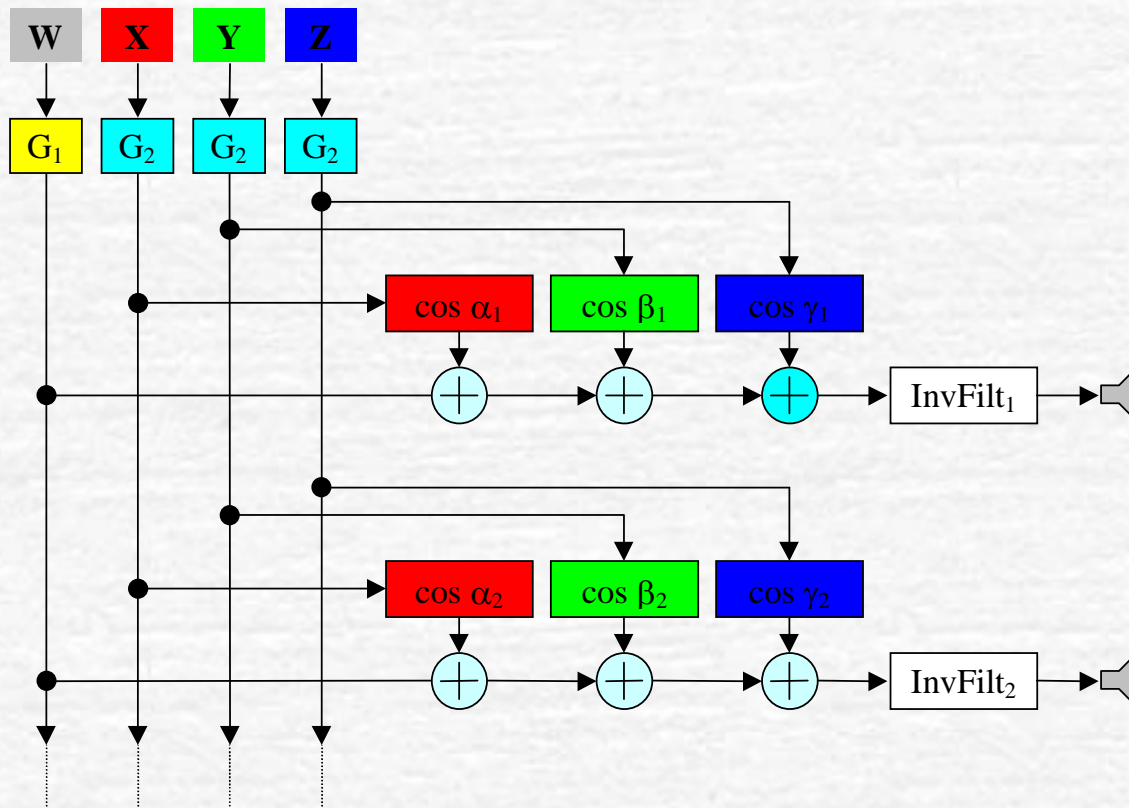 W X Y Z
G₁ G₂ G₂ G₂
cos α₁ cos β₁ cos γ₁
InvFilt₁
cos α₂ cos β₂ cos γ₂
InvFilt₂